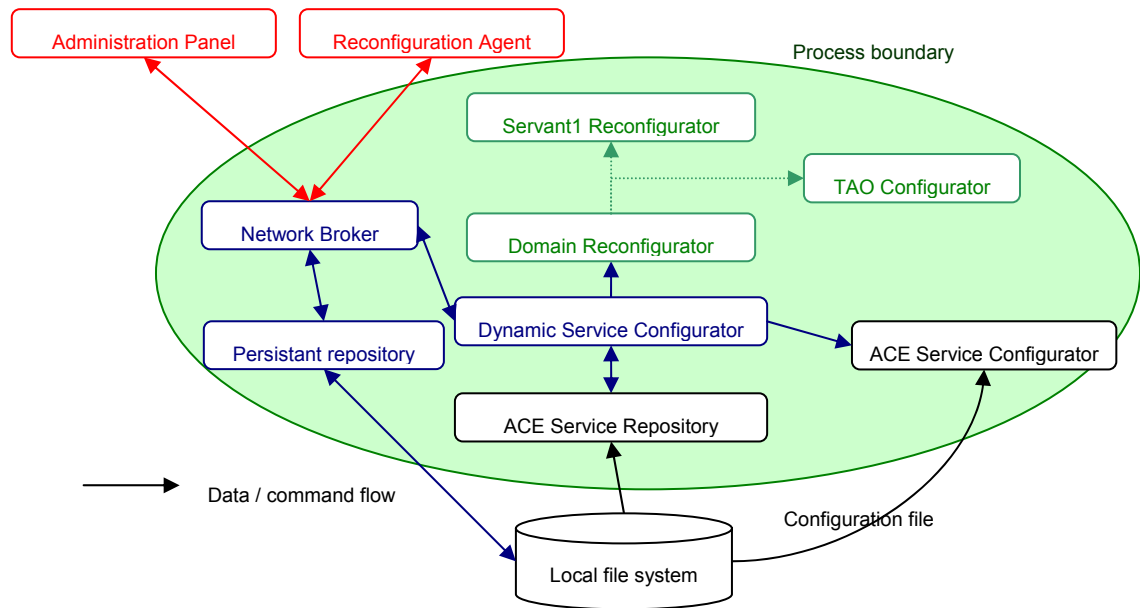 Administration Panel
Reconfiguration Agent
Process boundary
Servant1 Reconfigurator
TAO Configurator
Network Broker
Domain Reconfigurator
Dynamic Service Configurator
Persistant repository
ACE Service Configurator
ACE Service Repository
Data / command flow
Configuration file
Local file system